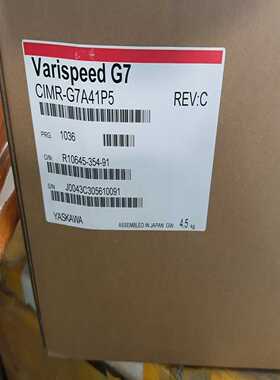 Varispeed G7
CIMR-G7A41P5
REV:C
PRG: 1036
O/N: R10645-354-91
S/N: J0043C305610091
YASKAWA
ASSEMBLED IN JAPAN GW 4,5 kg